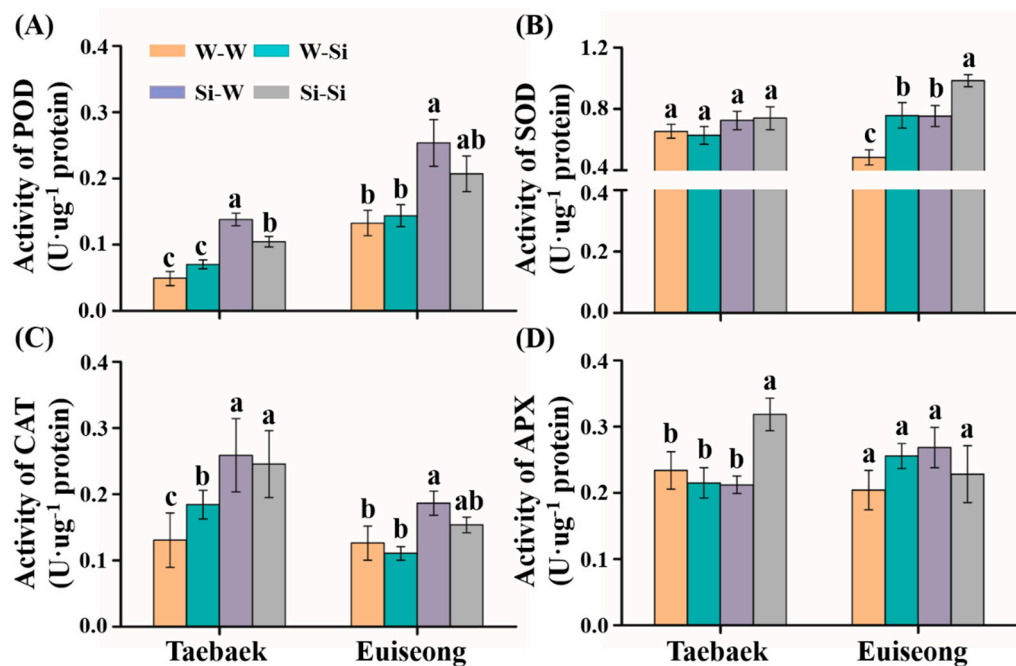 (A)
Activity of POD
(U·ug-1 protein)
0.4
0.3
0.2
0.1
0.0
W-W W-Si
Si-W Si-Si
c c a b
b b a ab
(B)
Activity of SOD
(U·ug-1 protein)
1.2
0.8
0.4
0.4
0.2
0.0
a a a a
c b b a
(C)
Activity of CAT
(U·ug-1 protein)
0.4
0.3
0.2
0.1
0.0
c b a a
b b a ab
Taebaek Euiseong
(D)
Activity of APX
(U·ug-1 protein)
0.4
0.3
0.2
0.1
0.0
b b b a
a a a a
Taebaek Euiseong